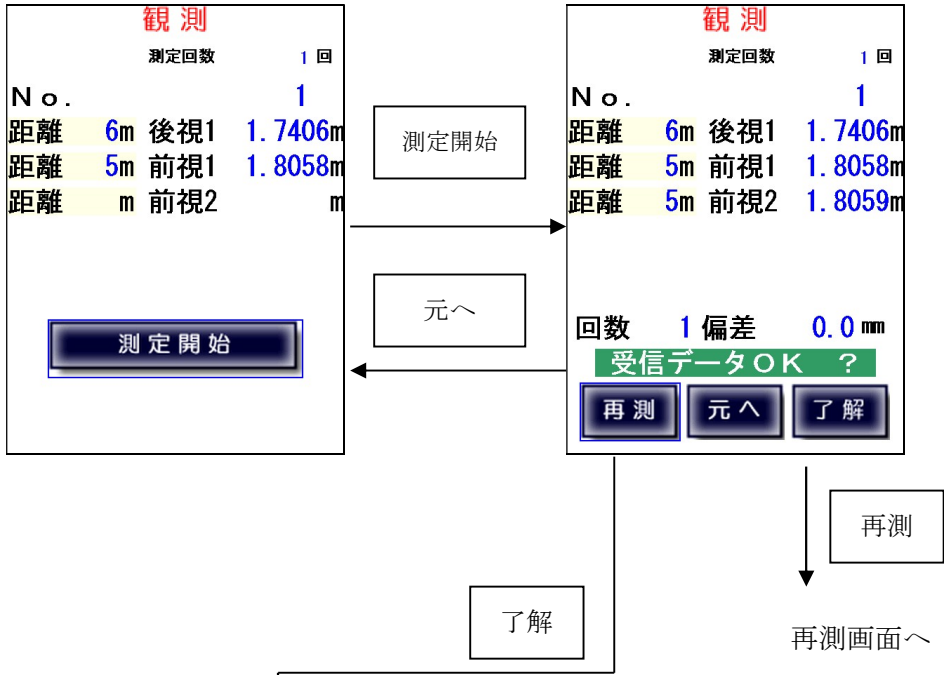 観 測
測定回数 1 回
Ｎｏ. 1
距離 6m 後視1 1.7406m
距離 5m 前視1 1.8058m
距離 m 前視2 m
測定開始
測定開始
元へ
観 測
測定回数 1 回
Ｎｏ. 1
距離 6m 後視1 1.7406m
距離 5m 前視1 1.8058m
距離 5m 前視2 1.8059m
回数 1 偏差 0.0㎜
受信データＯＫ ？
再測 元へ 了解
再測
了解
再測画面へ